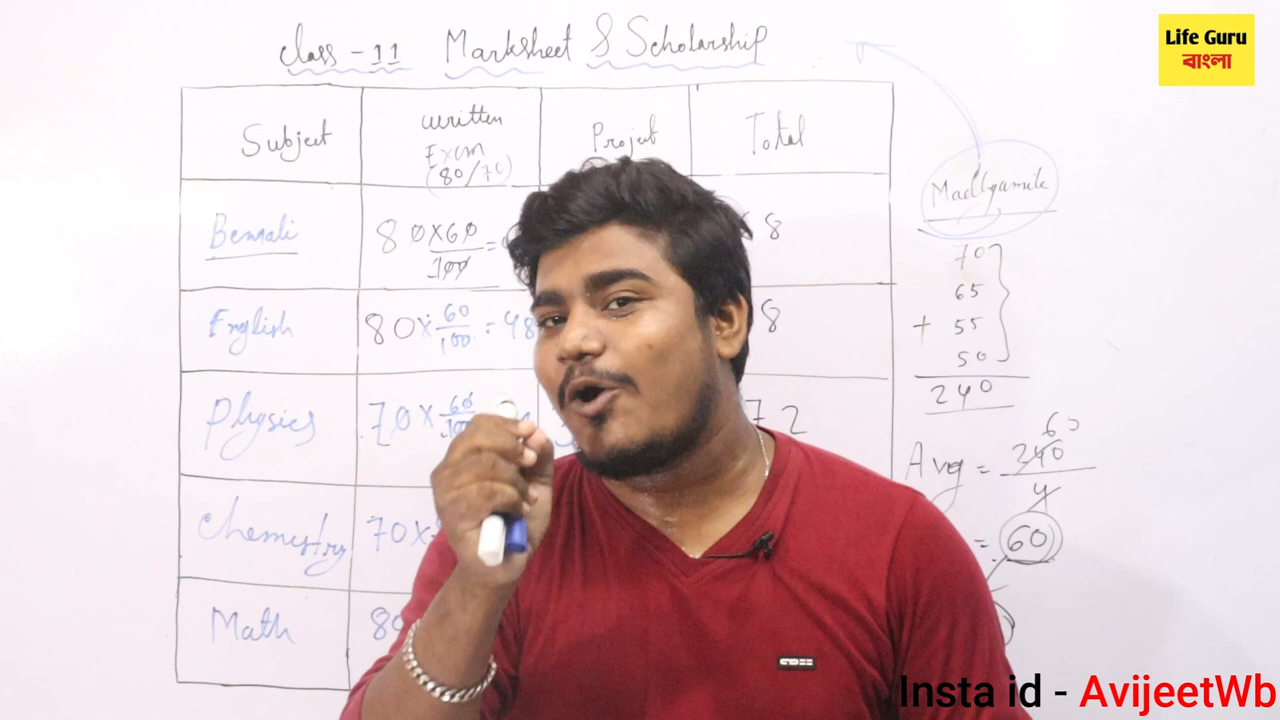 Class - 11 Marksheet & Scholarship
Life Guru
বাংলা
Subject
written
Exam
(80/70)
Project
Total
Madhyamik
Bengali
80×60
100
=
68
70
65
+ 55
50
240
English
80×60/100 = 48
8
Physics
70×60/100
72
Avg = 240/4
60
= 60
Chemistry
70×
Math
80
Insta id - AvijeetWb